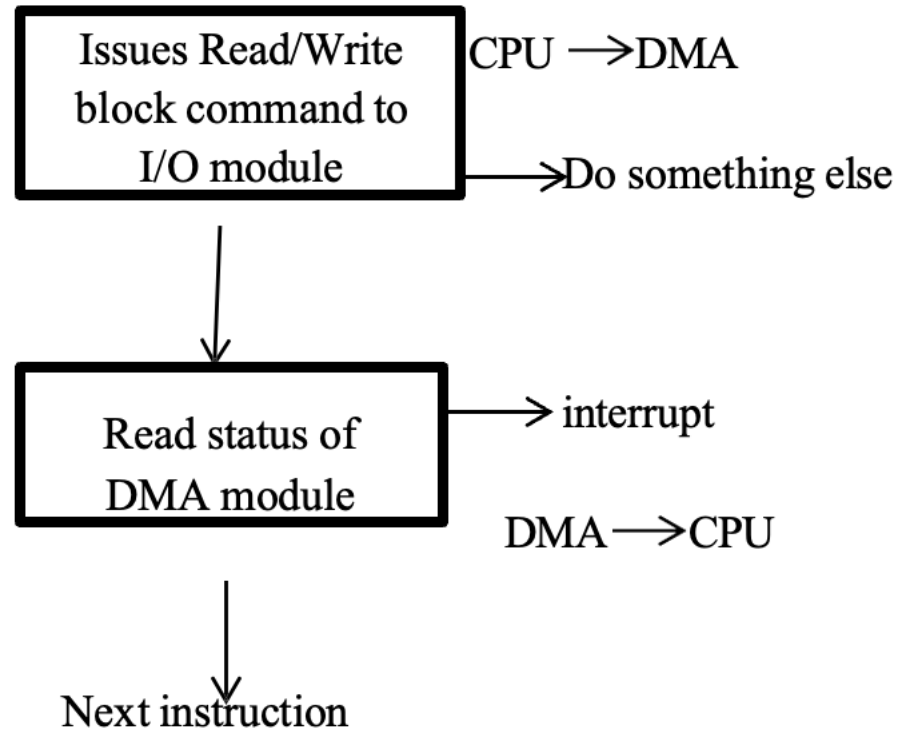 Issues Read/Write
block command to
I/O module
CPU → DMA
Do something else
Read status of
DMA module
interrupt
DMA → CPU
Next instruction